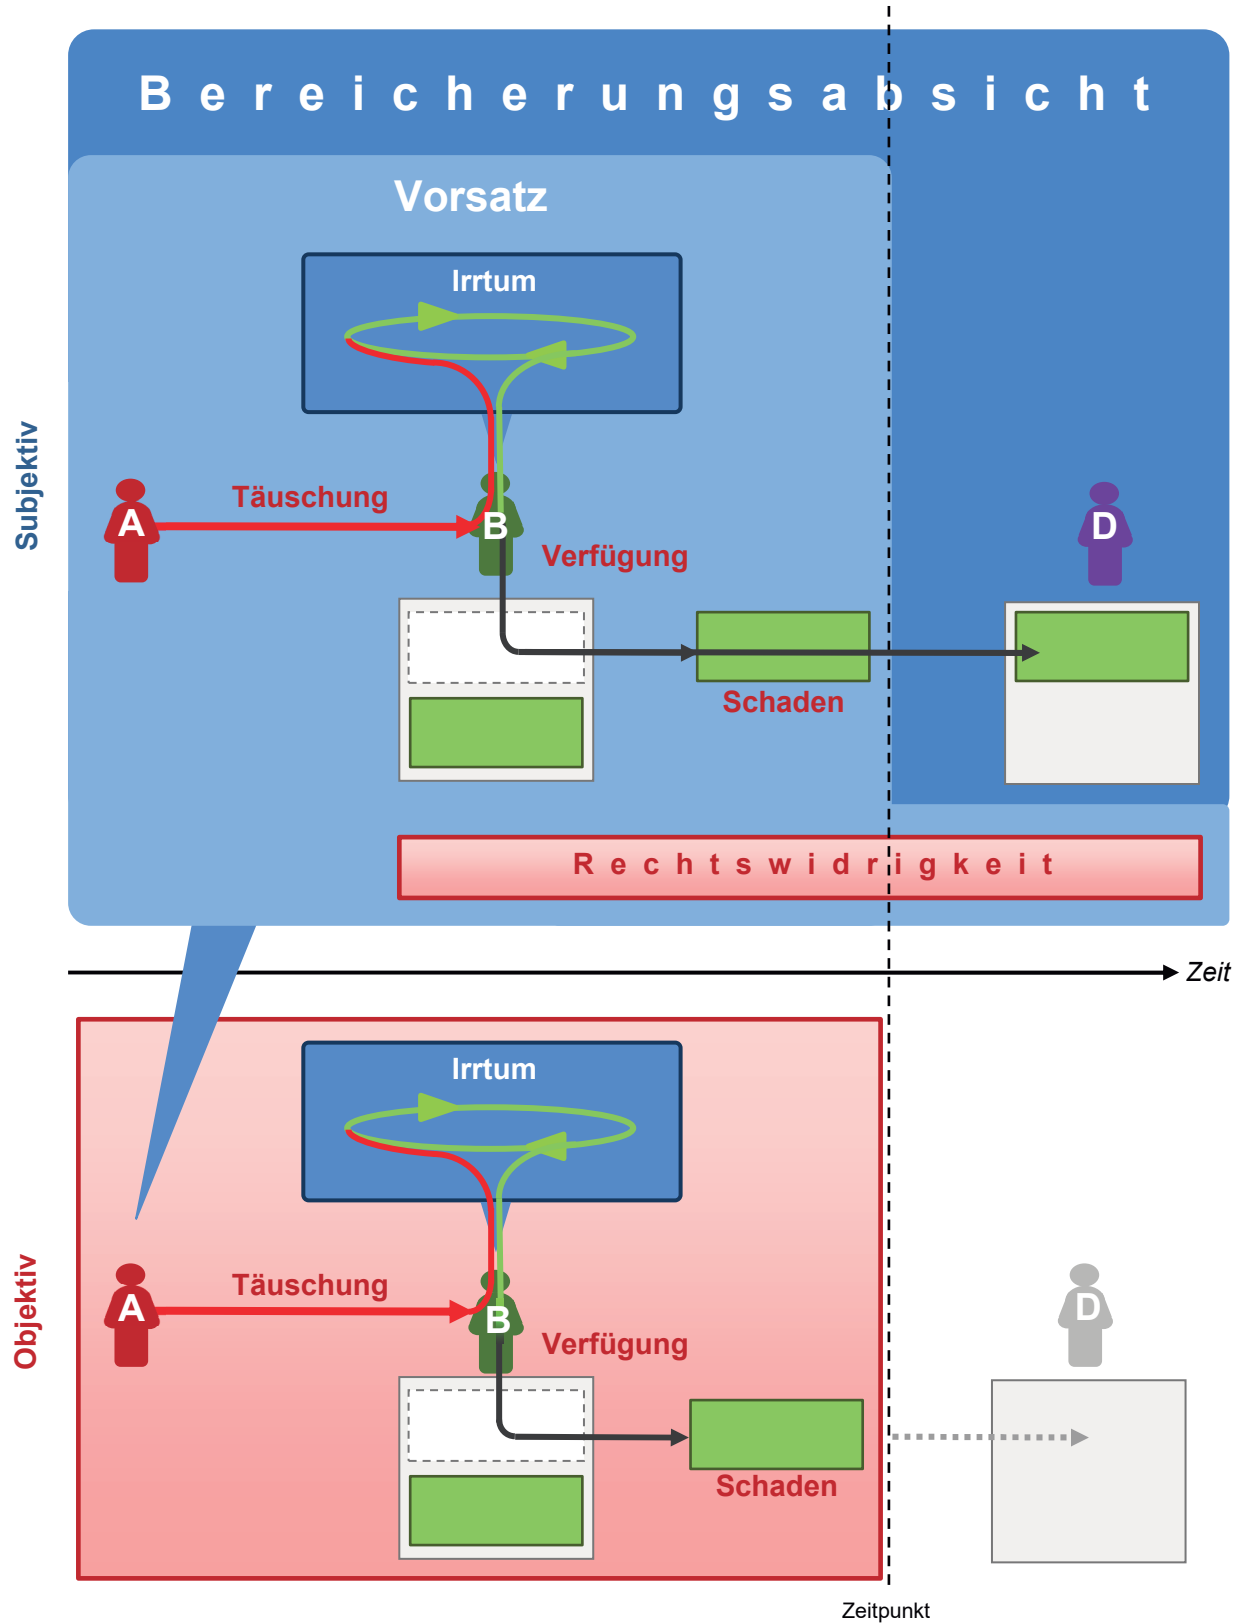 Bereicherungsabsicht
Vorsatz
Irrtum
Subjektiv
A
Täuschung
B
Verfügung
D
Schaden
Rechtswidrigkeit
Zeit
Irrtum
Objektiv
A
Täuschung
B
Verfügung
D
Schaden
Zeitpunkt